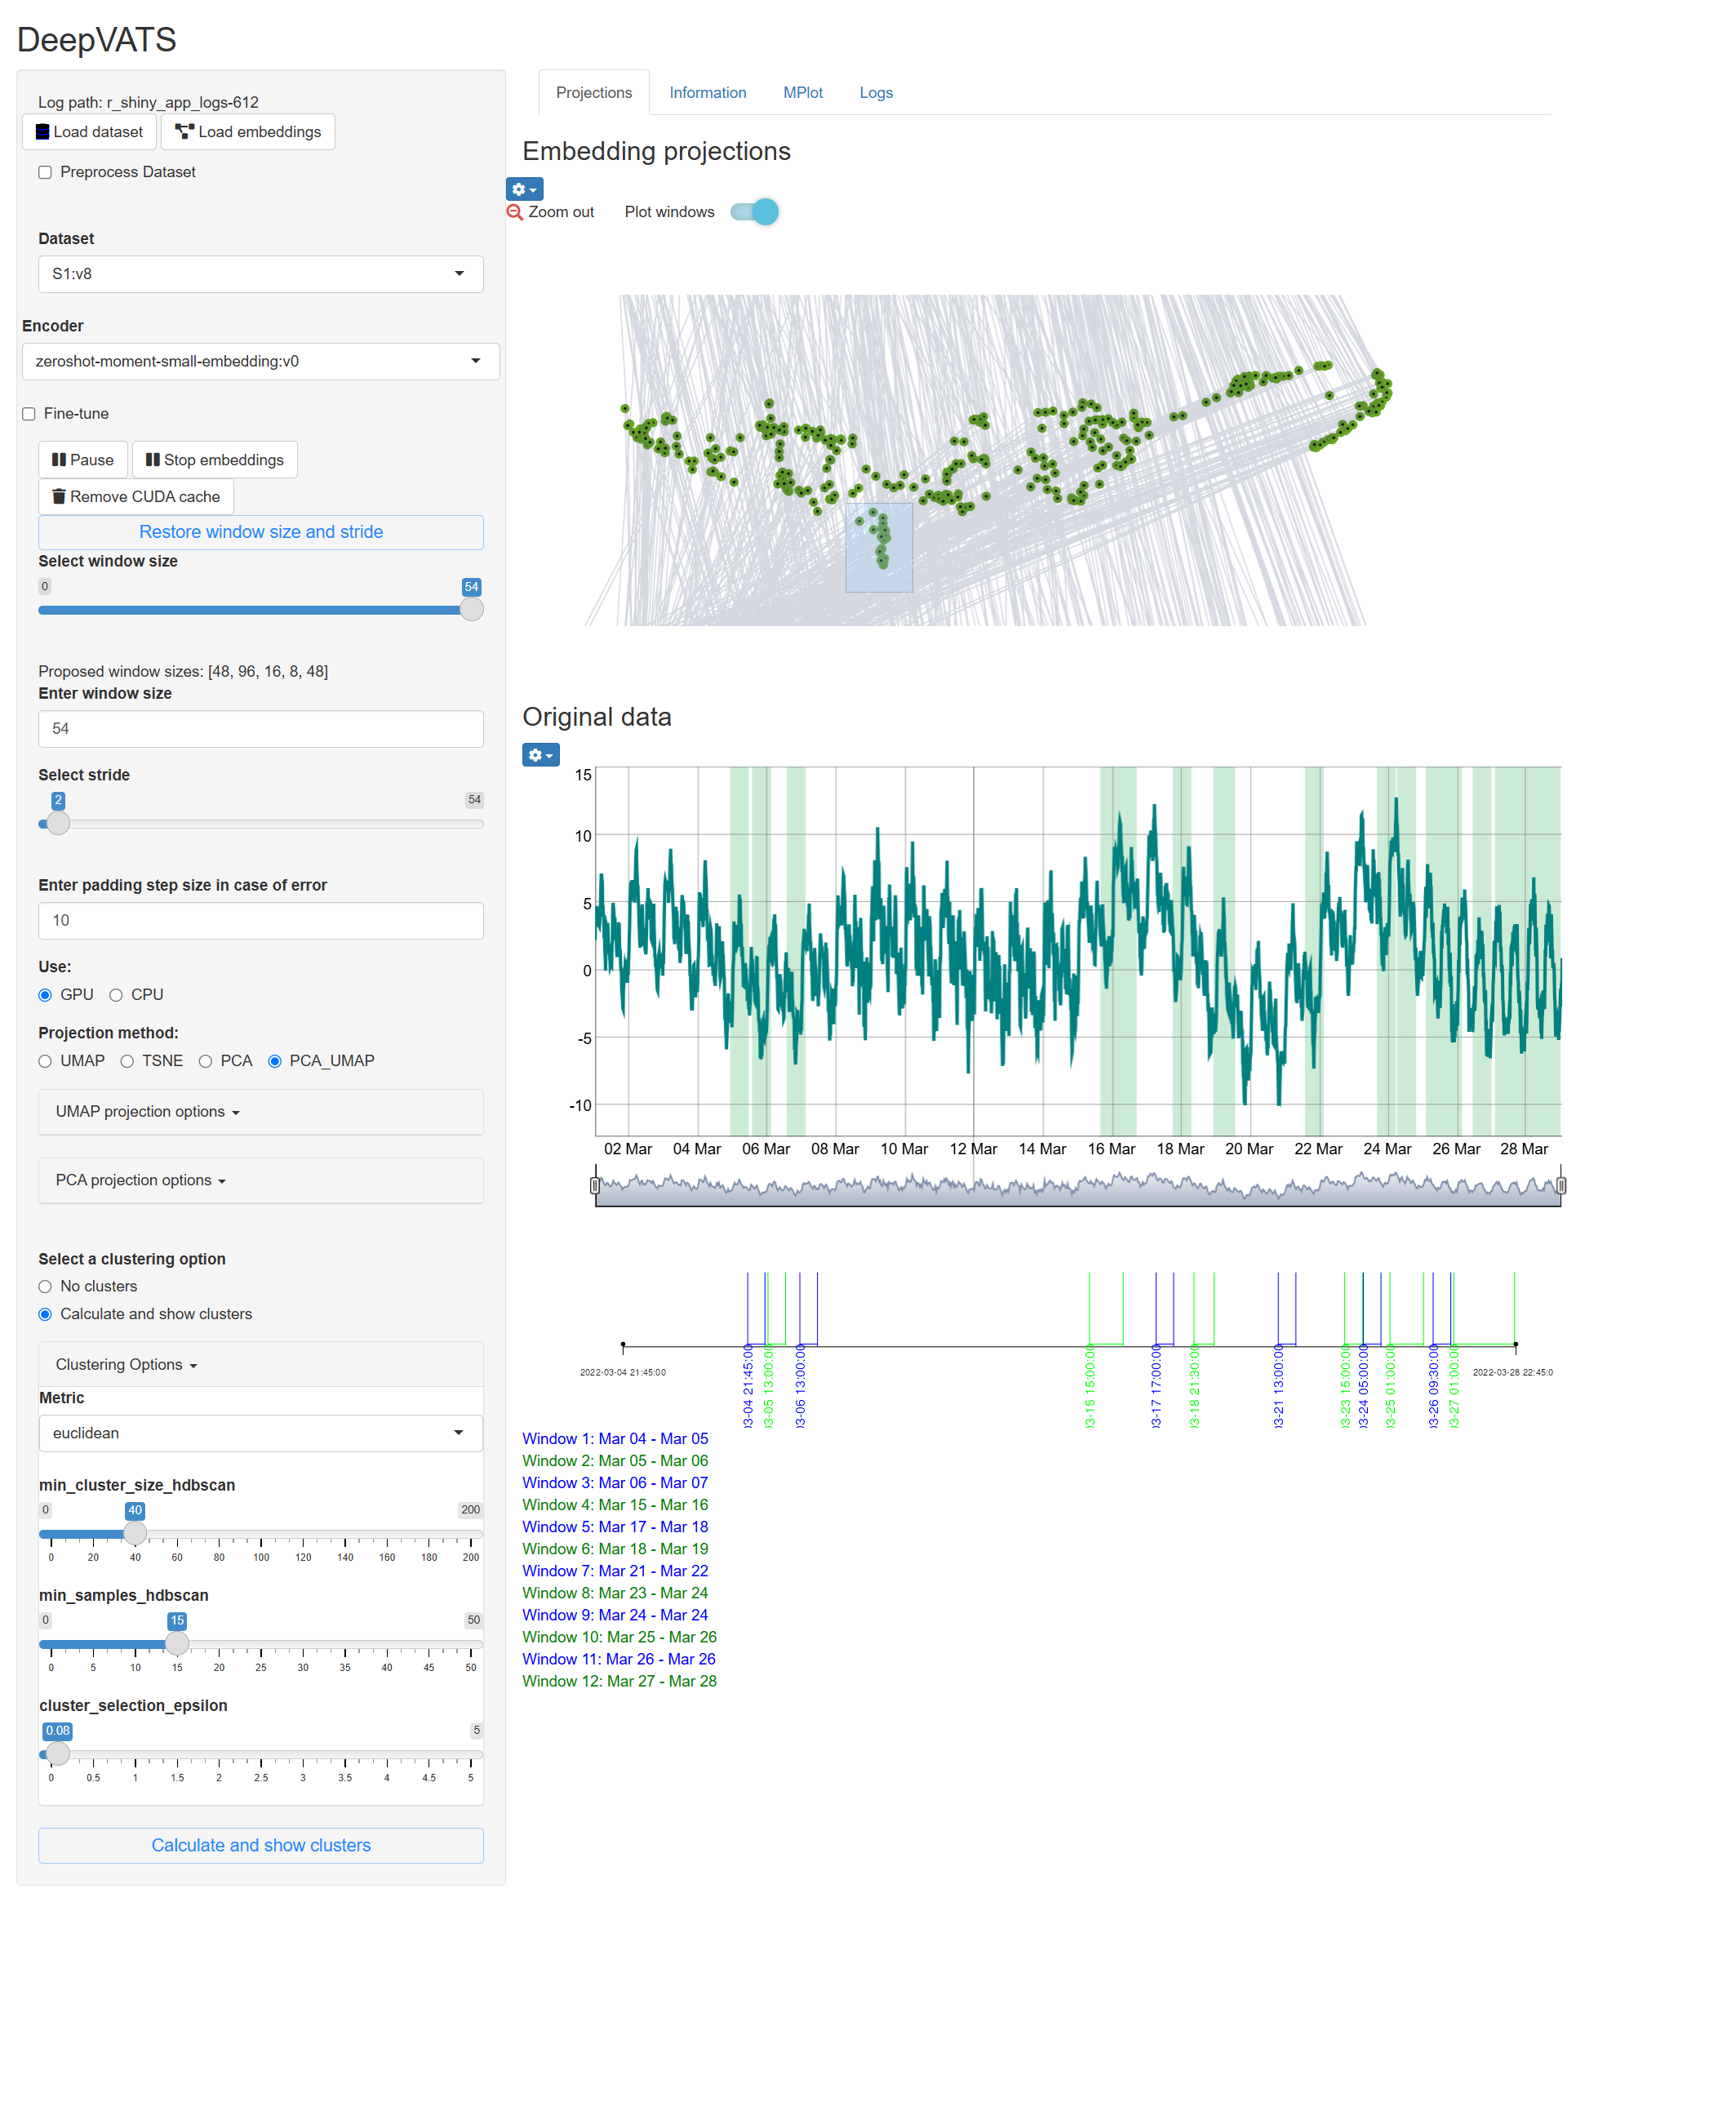 DeepVATS
Log path: r_shiny_app_logs-612
Load dataset
Load embeddings
Preprocess Dataset
Dataset
S1:v8
Encoder
zeroshot-moment-small-embedding:v0
Fine-tune
Pause
Stop embeddings
Remove CUDA cache
Restore window size and stride
Select window size
0
54
Proposed window sizes: [48, 96, 16, 8, 48]
Enter window size
54
Select stride
2
54
Enter padding step size in case of error
10
Use:
GPU CPU
Projection method:
UMAP TSNE PCA PCA_UMAP
UMAP projection options
PCA projection options
Select a clustering option
No clusters
Calculate and show clusters
Clustering Options
Metric
euclidean
min_cluster_size_hdbscan
0 40 200
0 20 40 60 80 100 120 140 160 180 200
min_samples_hdbscan
0 15 50
0 5 10 15 20 25 30 35 40 45 50
cluster_selection_epsilon
0.08 5
0 0.5 1 1.5 2 2.5 3 3.5 4 4.5 5
Calculate and show clusters
Projections Information MPlot Logs
Embedding projections
Zoom out Plot windows
Original data
15
10
5
0
-5
-10
02 Mar 04 Mar 06 Mar 08 Mar 10 Mar 12 Mar 14 Mar 16 Mar 18 Mar 20 Mar 22 Mar 24 Mar 26 Mar 28 Mar
2022-03-04 21:45:00
2022-03-28 22:45:0
03-04 21:45:00
03-05 13:00:00
03-06 13:00:00
03-15 15:00:00
03-17 17:00:00
03-18 21:30:00
03-21 13:00:00
03-23 15:00:00
03-24 05:00:00
03-25 01:00:00
03-26 09:30:00
03-27 01:00:00
Window 1: Mar 04 - Mar 05
Window 2: Mar 05 - Mar 06
Window 3: Mar 06 - Mar 07
Window 4: Mar 15 - Mar 16
Window 5: Mar 17 - Mar 18
Window 6: Mar 18 - Mar 19
Window 7: Mar 21 - Mar 22
Window 8: Mar 23 - Mar 24
Window 9: Mar 24 - Mar 24
Window 10: Mar 25 - Mar 26
Window 11: Mar 26 - Mar 26
Window 12: Mar 27 - Mar 28